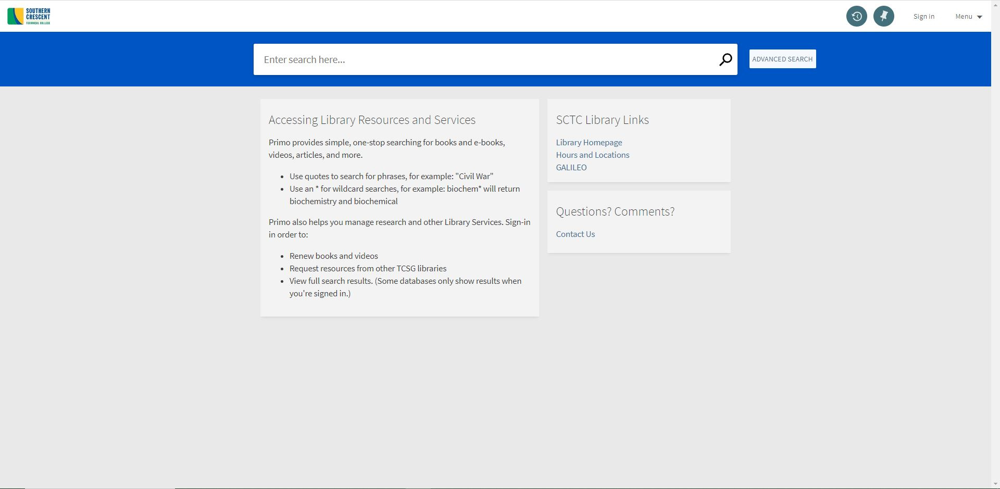 SOUTHERN
CRESCENT
TECHNICAL COLLEGE
Sign in
Menu
Enter search here...
ADVANCED SEARCH
Accessing Library Resources and Services
Primo provides simple, one-stop searching for books and e-books,
videos, articles, and more.
Use quotes to search for phrases, for example: "Civil War"
Use an * for wildcard searches, for example: biochem* will return
biochemistry and biochemical
Primo also helps you manage research and other Library Services. Sign-in
in order to:
Renew books and videos
Request resources from other TCSG libraries
View full search results. (Some databases only show results when
you're signed in.)
SCTC Library Links
Library Homepage
Hours and Locations
GALILEO
Questions? Comments?
Contact Us